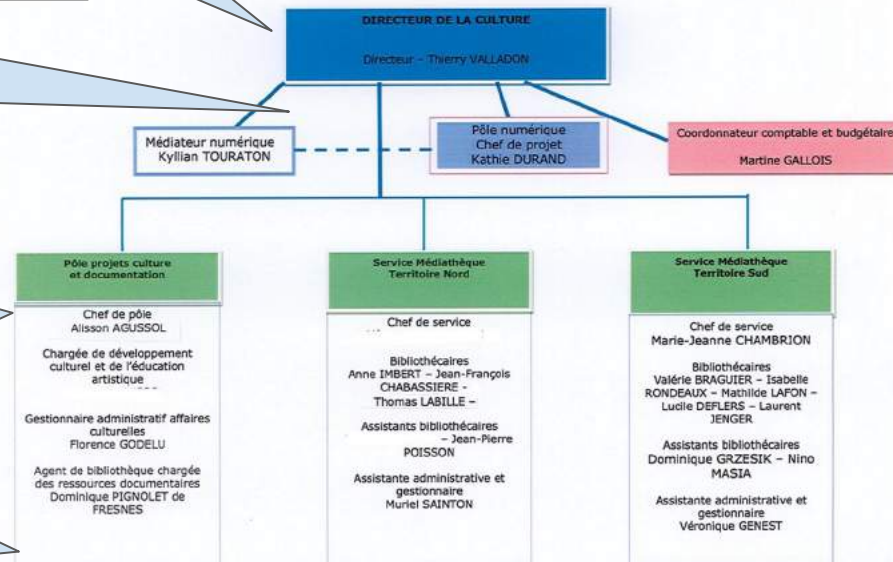 DIRECTEUR DE LA CULTURE
Directeur – Thierry VALLADON
Médiateur numérique
Kyllian TOURATON
Pôle numérique
Chef de projet
Kathie DURAND
Coordonnateur comptable et budgétaire
Martine GALLOIS
Pôle projets culture
et documentation
Chef de pôle
Alisson AGUSSOL
Chargée de développement
culturel et de l'éducation
artistique
Gestionnaire administratif affaires
culturelles
Florence GODELU
Agent de bibliothèque chargée
des ressources documentaires
Dominique PIGNOLET de
FRESNES
Service Médiathèque
Territoire Nord
Chef de service
Bibliothécaires
Anne IMBERT – Jean-François
CHABASSIERE -
Thomas LABILLE –
Assistants bibliothécaires
– Jean-Pierre
POISSON
Assistante administrative et
gestionnaire
Muriel SAINTON
Service Médiathèque
Territoire Sud
Chef de service
Marie-Jeanne CHAMBRION
Bibliothécaires
Valérie BRAGUIER – Isabelle
RONDEAUX – Mathilde LAFON –
Lucile DEFLERS – Laurent
JENGER
Assistants bibliothécaires
Dominique GRZESIK – Nino
MASIA
Assistante administrative et
gestionnaire
Véronique GENEST